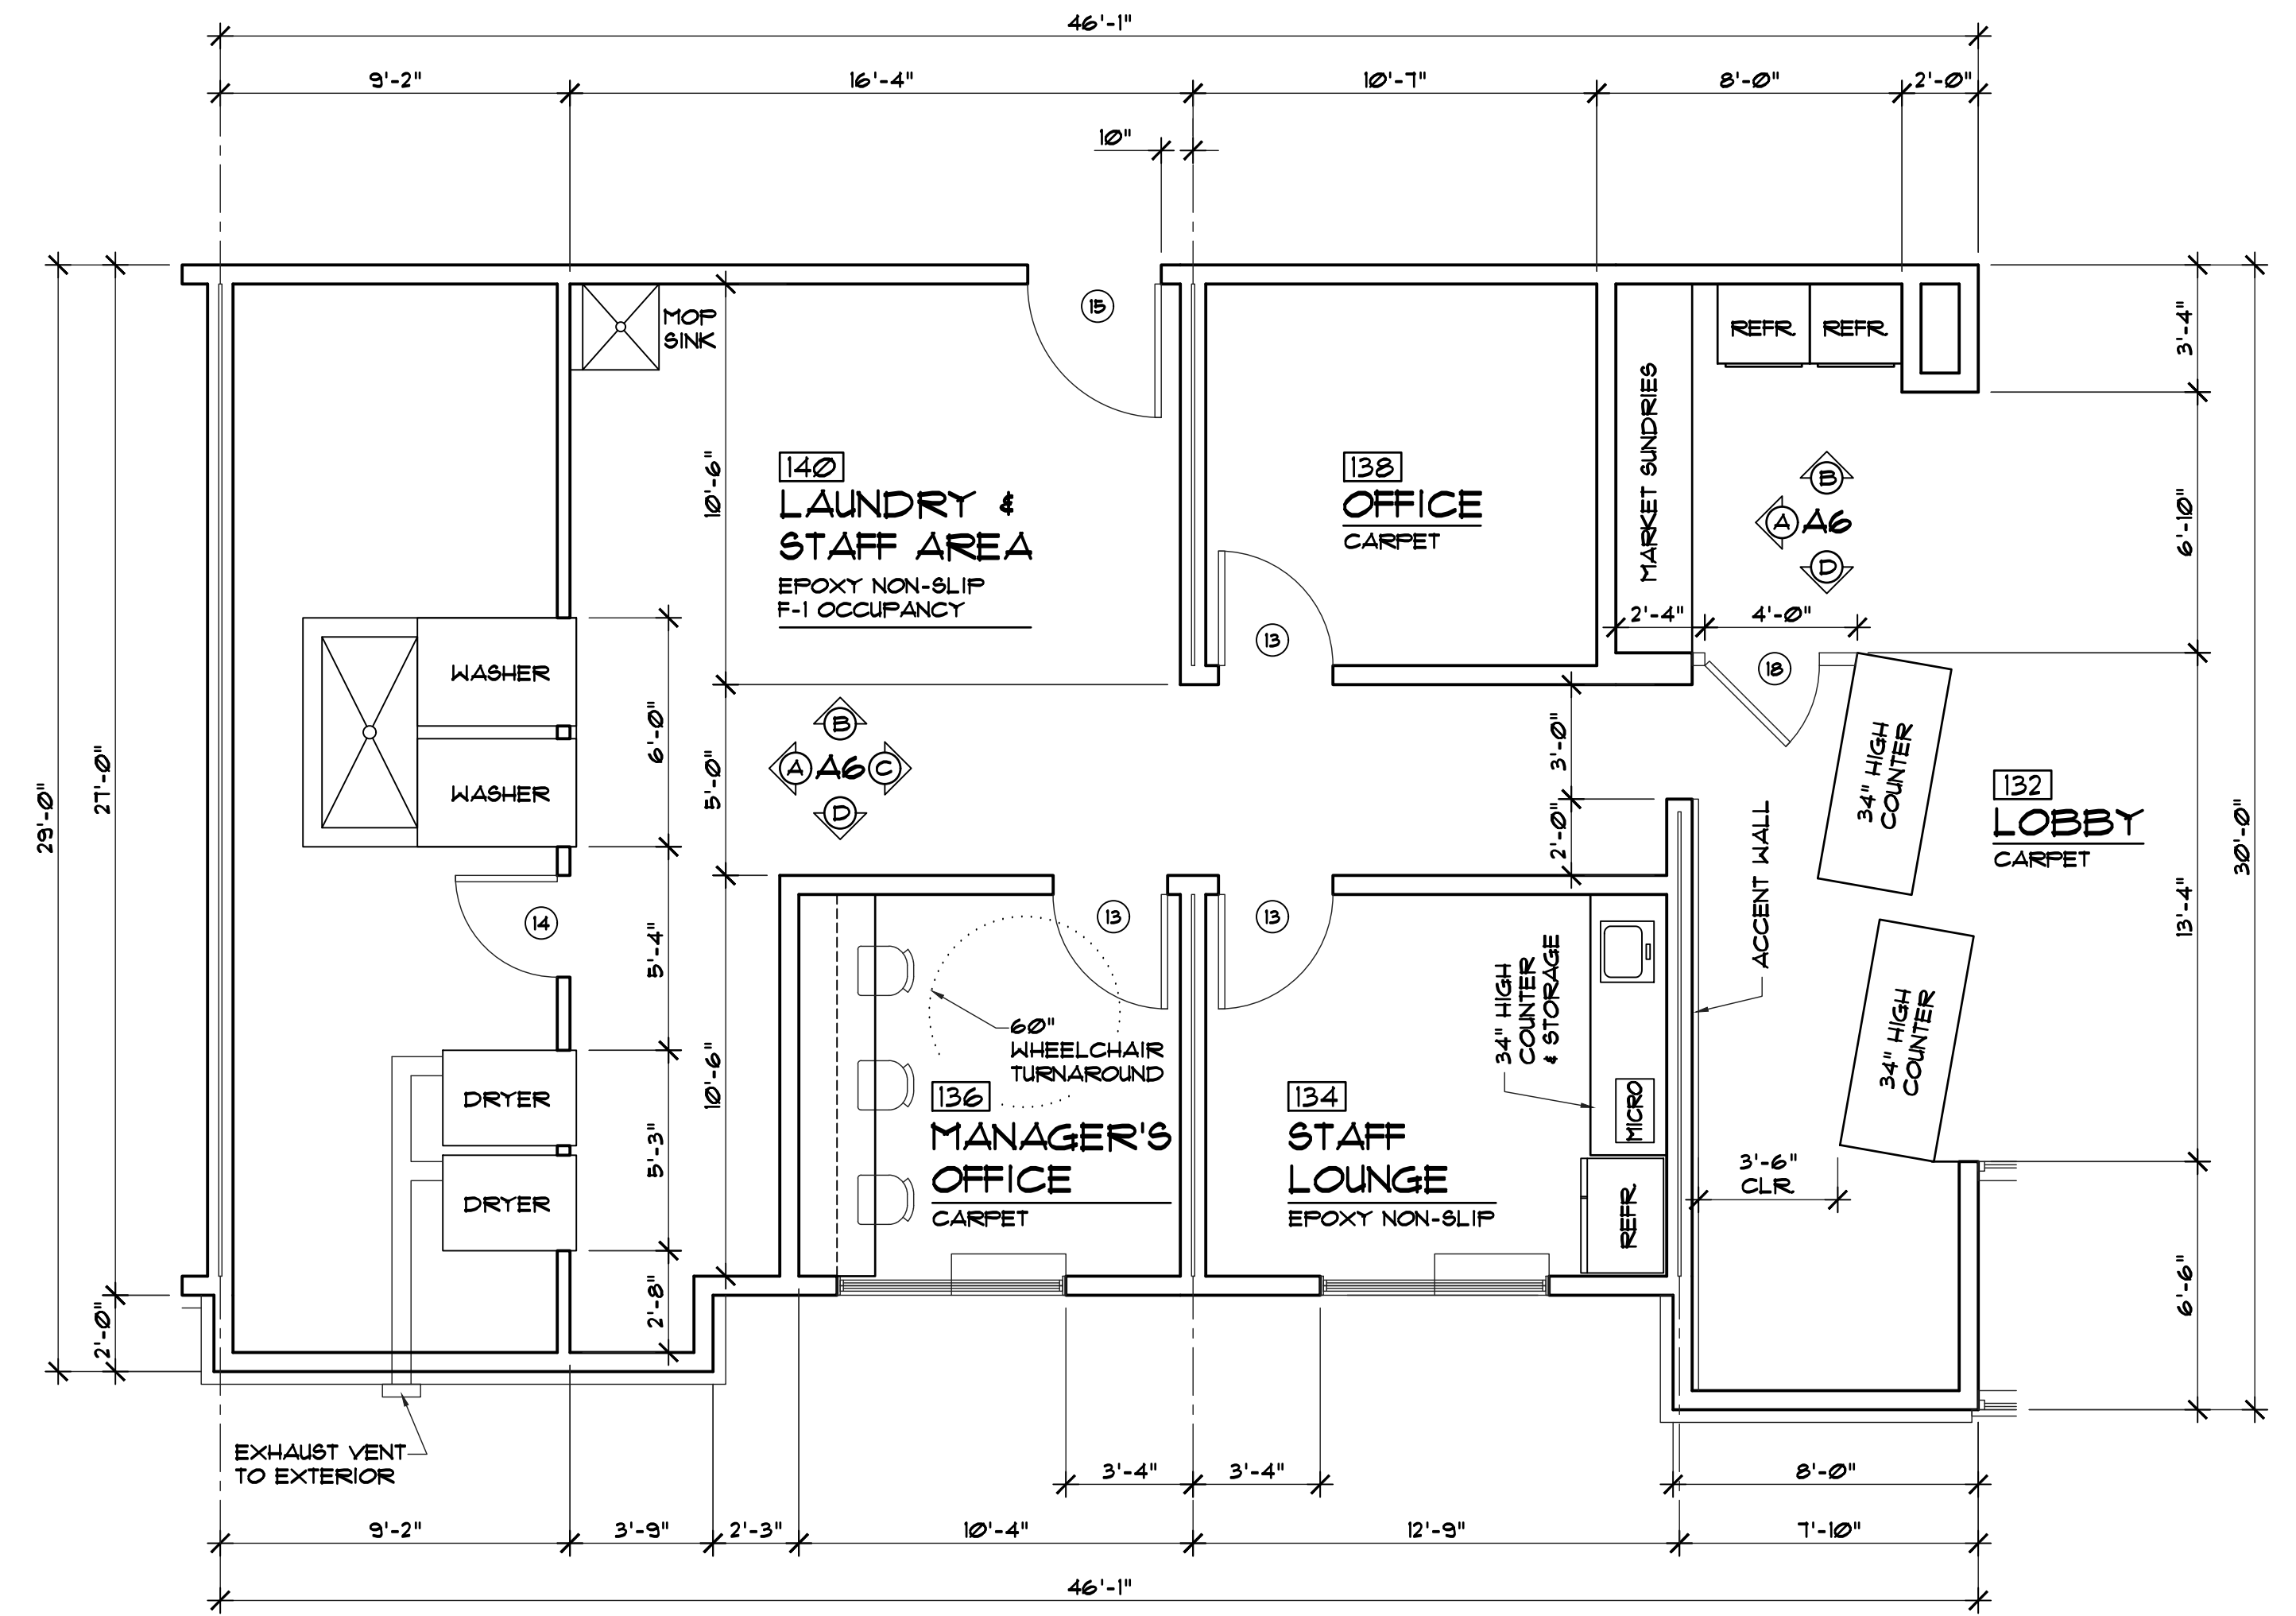 46'-1"
9'-2"
16'-4"
10'-7"
8'-0"
2'-0"
10"
15
MOP
SINK
REFR
REFR
MARKET SUNDRIES
3'-4"
140
LAUNDRY &
STAFF AREA
EPOXY NON-SLIP
F-1 OCCUPANCY
10'-6"
138
OFFICE
CARPET
B
A A6
D
6'-10"
13
2'-4"
4'-0"
18
WASHER
WASHER
6'-0"
5'-0"
B
A A6 C
D
3'-0"
2'-0"
34" HIGH
COUNTER
132
LOBBY
CARPET
ACCENT WALL
29'-0"
27'-0"
30'-0"
14
5'-4"
13
13
13'-4"
60"
WHEELCHAIR
TURNAROUND
34" HIGH
COUNTER
& STORAGE
34" HIGH
COUNTER
DRYER
DRYER
5'-3"
10'-6"
136
MANAGER'S
OFFICE
CARPET
134
STAFF
LOUNGE
EPOXY NON-SLIP
MICRO
REFR
3'-6"
CLR
2'-8"
2'-0"
6'-6"
EXHAUST VENT
TO EXTERIOR
3'-4"
3'-4"
8'-0"
9'-2"
3'-9"
2'-3"
10'-4"
12'-9"
7'-10"
46'-1"